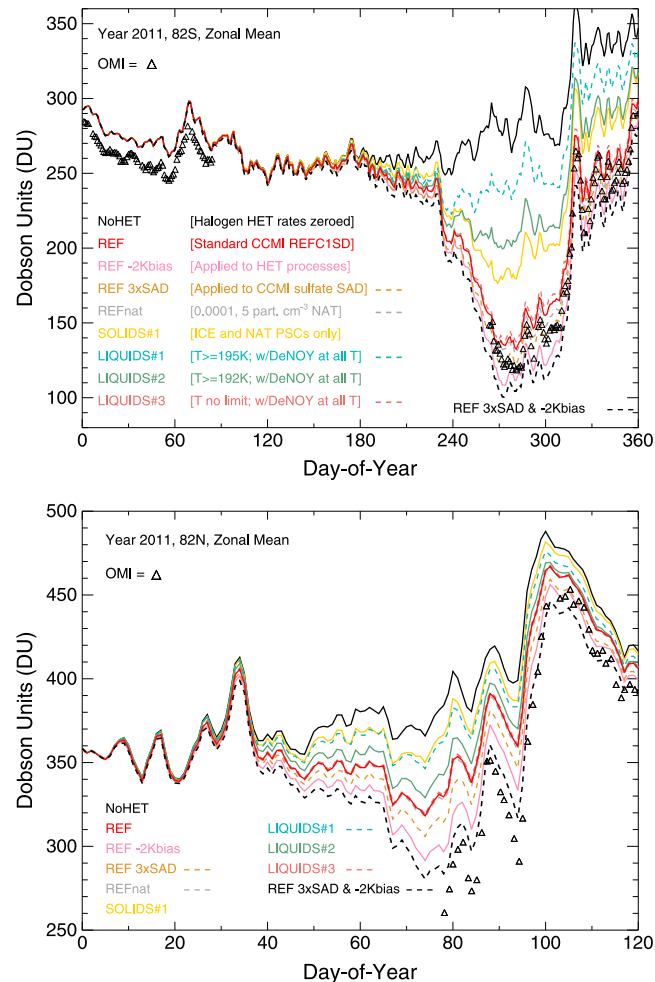 350
300
250
200
150
100
Dobson Units (DU)
Year 2011, 82S, Zonal Mean
OMI = △
NoHET [Halogen HET rates zeroed]
REF [Standard CCMI REFC1SD]
REF -2Kbias [Applied to HET processes]
REF 3xSAD [Applied to CCMI sulfate SAD]
REFnat [0.0001, 5 part. cm⁻³ NAT]
SOLIDS#1 [ICE and NAT PSCs only]
LIQUIDS#1 [T>=195K; w/DeNOY at all T]
LIQUIDS#2 [T>=192K; w/DeNOY at all T]
LIQUIDS#3 [T no limit; w/DeNOY at all T]
REF 3xSAD & -2Kbias
0 60 120 180 240 300 360
Day-of-Year
500
450
400
350
300
250
Dobson Units (DU)
Year 2011, 82N, Zonal Mean
OMI = △
NoHET
REF LIQUIDS#1
REF -2Kbias LIQUIDS#2
REF 3xSAD LIQUIDS#3
REFnat REF 3xSAD & -2Kbias
SOLIDS#1
0 20 40 60 80 100 120
Day-of-Year